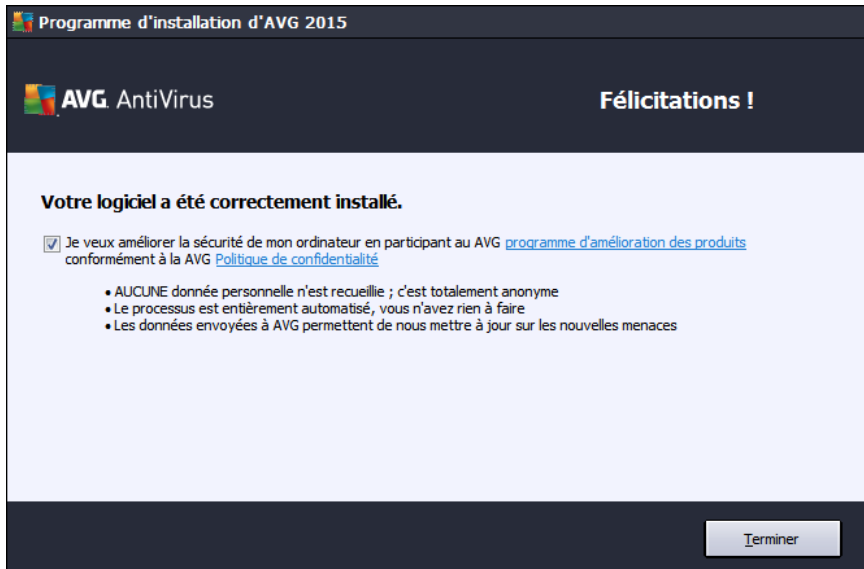 Programme d'installation d'AVG 2015
AVG. AntiVirus
Félicitations !
Votre logiciel a été correctement installé.
Je veux améliorer la sécurité de mon ordinateur en participant au AVG programme d'amélioration des produits
conformément à la AVG Politique de confidentialité
• AUCUNE donnée personnelle n'est recueillie ; c'est totalement anonyme
• Le processus est entièrement automatisé, vous n'avez rien à faire
• Les données envoyées à AVG permettent de nous mettre à jour sur les nouvelles menaces
Terminer